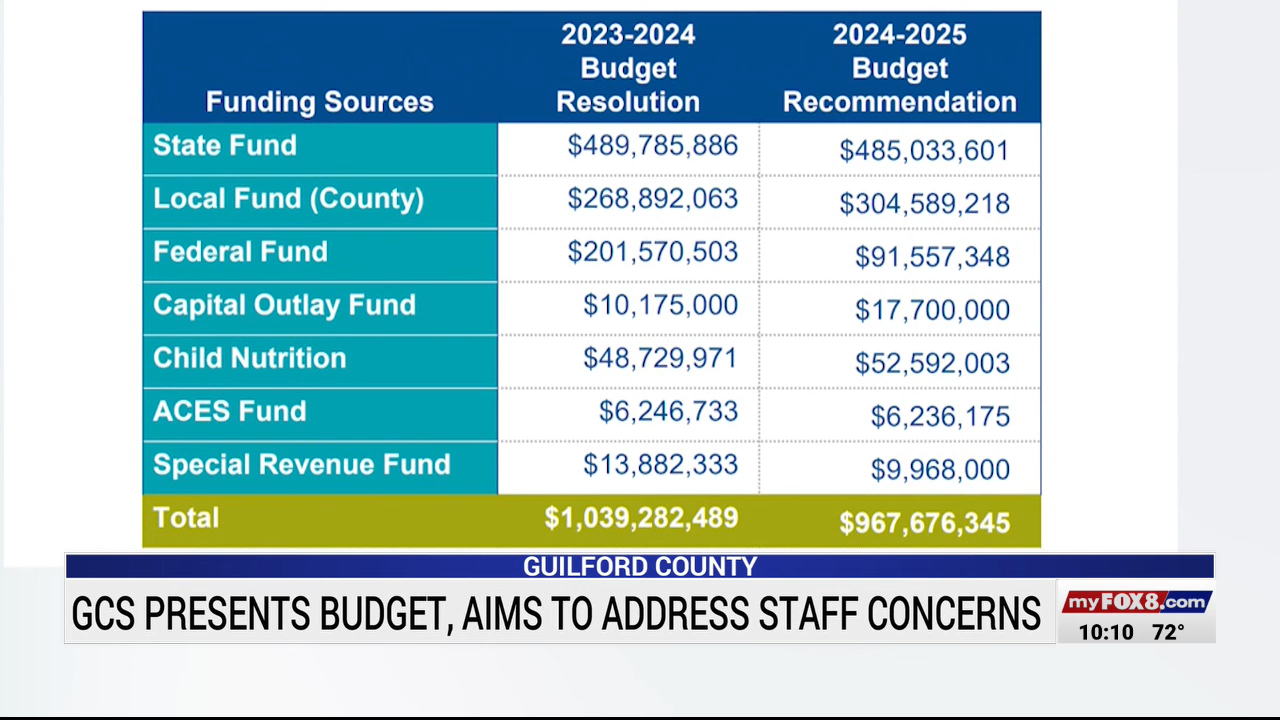 2023-2024 2024-2025
Budget Budget
Funding Sources Resolution Recommendation
State Fund $489,785,886 $485,033,601
Local Fund (County) $268,892,063 $304,589,218
Federal Fund $201,570,503 $91,557,348
Capital Outlay Fund $10,175,000 $17,700,000
Child Nutrition $48,729,971 $52,592,003
ACES Fund $6,246,733 $6,236,175
Special Revenue Fund $13,882,333 $9,968,000
Total $1,039,282,489 $967,676,345
GUILFORD COUNTY
GCS PRESENTS BUDGET, AIMS TO ADDRESS STAFF CONCERNS
myFOX8.com
10:10 72°